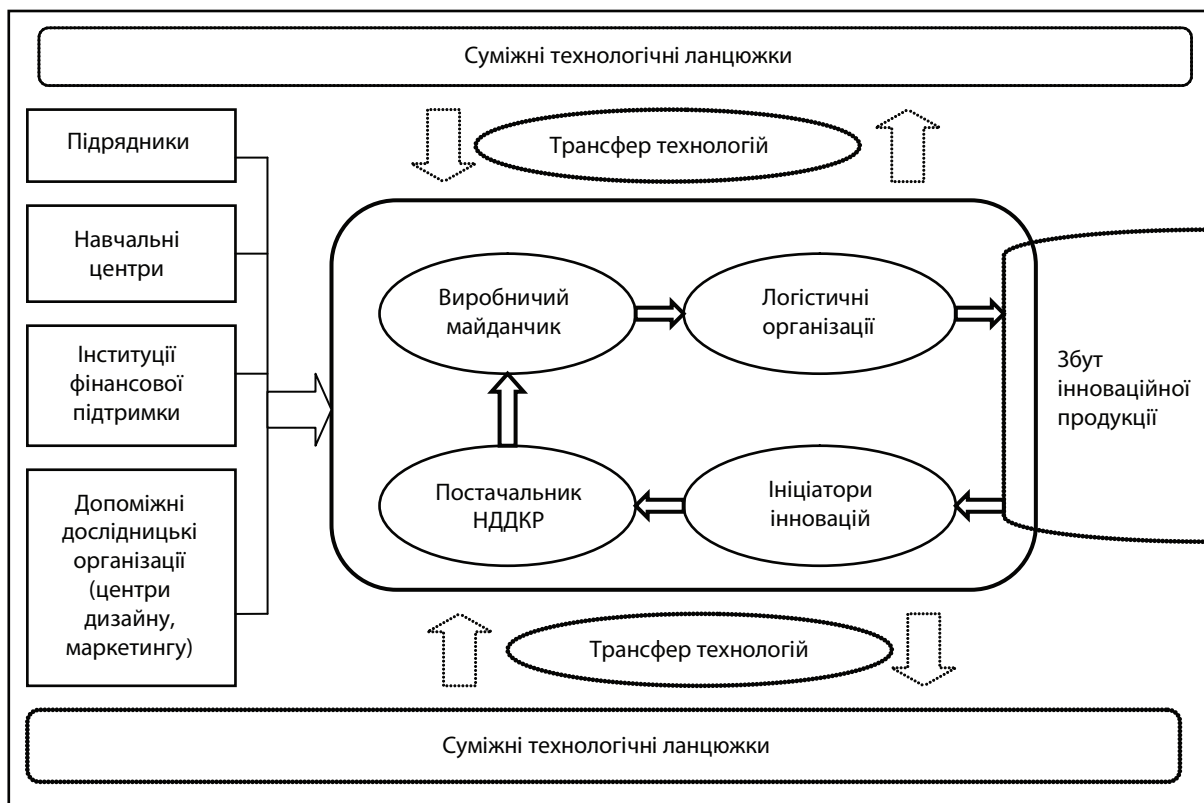 Суміжні технологічні ланцюжки
Підрядники
Трансфер технологій
Навчальні
центри
Інституції
фінансової
підтримки
Допоміжні
дослідницькі
організації
(центри
дизайну,
маркетингу)
Виробничий
майданчик
Логістичні
організації
Постачальник
НДДКР
Ініціатори
інновацій
Збут
інноваційної
продукції
Трансфер технологій
Суміжні технологічні ланцюжки